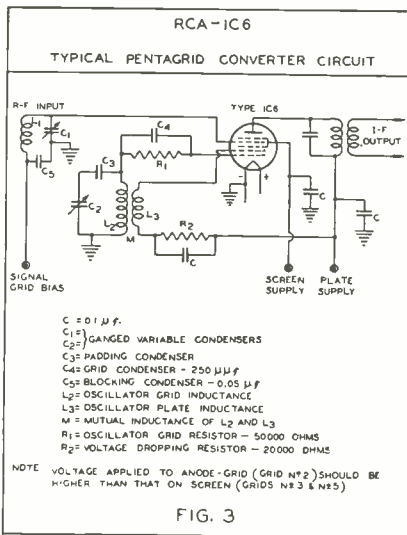 RCA-1C6
TYPICAL PENTAGRID CONVERTER CIRCUIT
R-F INPUT
TYPE 1C6
L1
C1
C5
C4
C3
R1
C2
L2
L3
M
R2
C
C
C
I-F
OUTPUT
- +
SIGNAL
GRID BIAS
SCREEN
SUPPLY
PLATE
SUPPLY
C = 0.1 μf.
C1 =
C2 = } GANGED VARIABLE CONDENSERS
C3 = PADDING CONDENSER
C4 = GRID CONDENSER - 250 μμf
C5 = BLOCKING CONDENSER - 0.05 μf
L2 = OSCILLATOR GRID INDUCTANCE
L3 = OSCILLATOR PLATE INDUCTANCE
M = MUTUAL INDUCTANCE OF L2 AND L3
R1 = OSCILLATOR GRID RESISTOR - 50000 OHMS
R2 = VOLTAGE DROPPING RESISTOR - 20000 OHMS
NOTE VOLTAGE APPLIED TO ANODE-GRID (GRID Nº2) SHOULD BE
HIGHER THAN THAT ON SCREEN (GRIDS Nº3 & Nº5)
FIG. 3